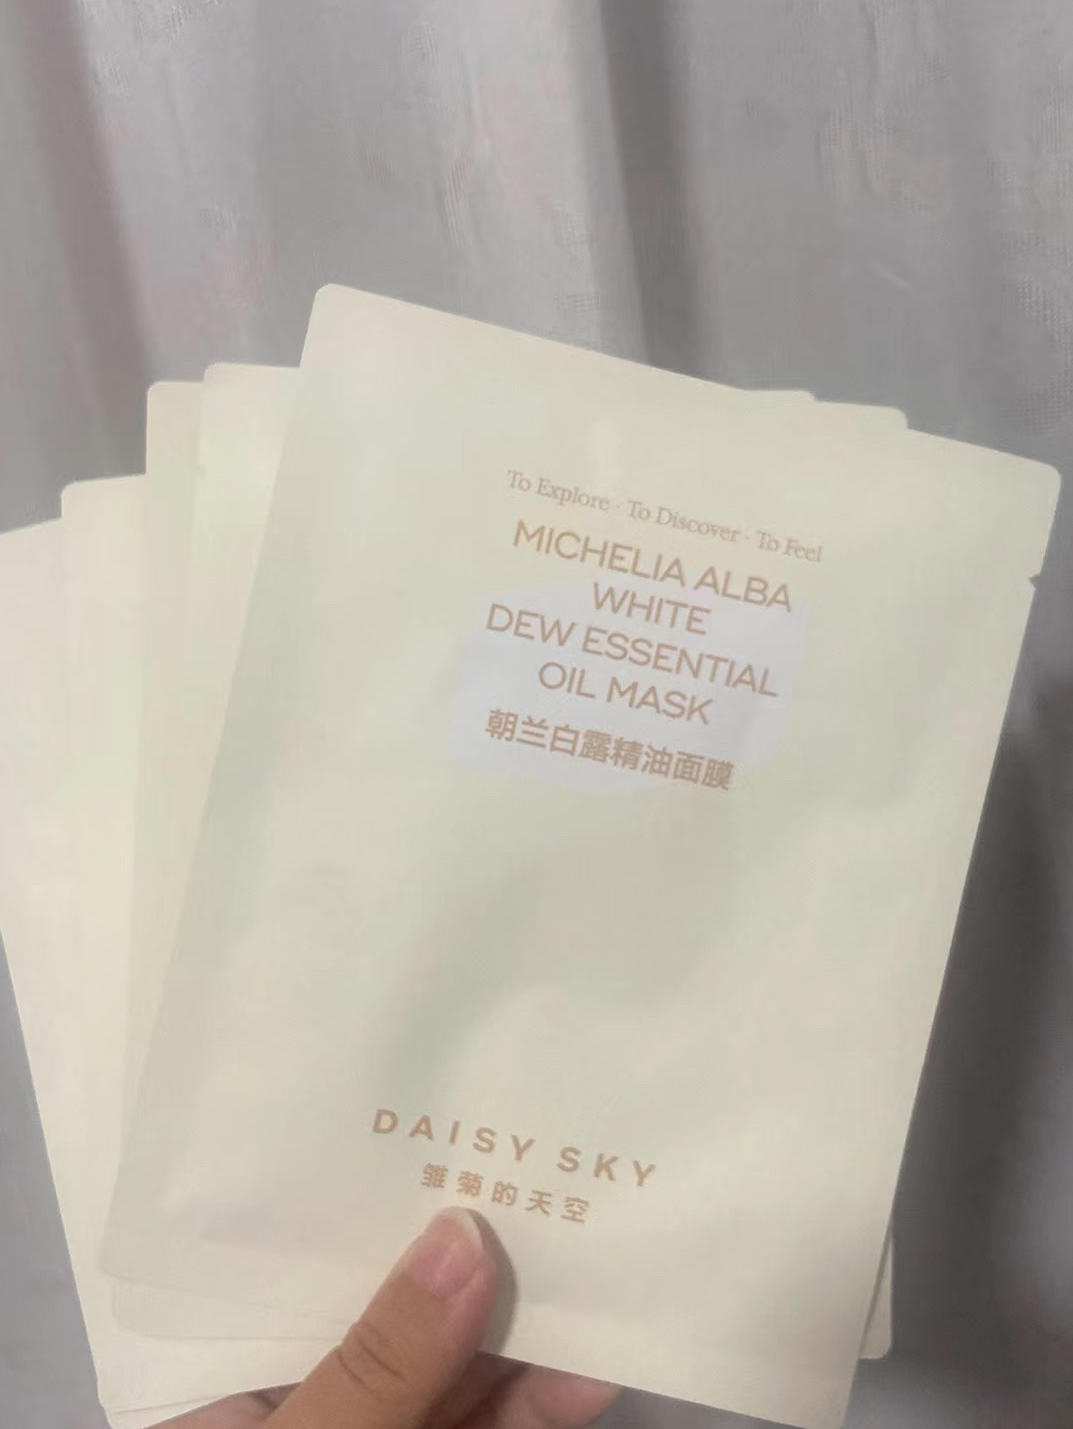 To Explore · To Discover · To Feel
MICHELIA ALBA
WHITE
DEW ESSENTIAL
OIL MASK
朝兰白露精油面膜
DAISY SKY
雏菊的天空